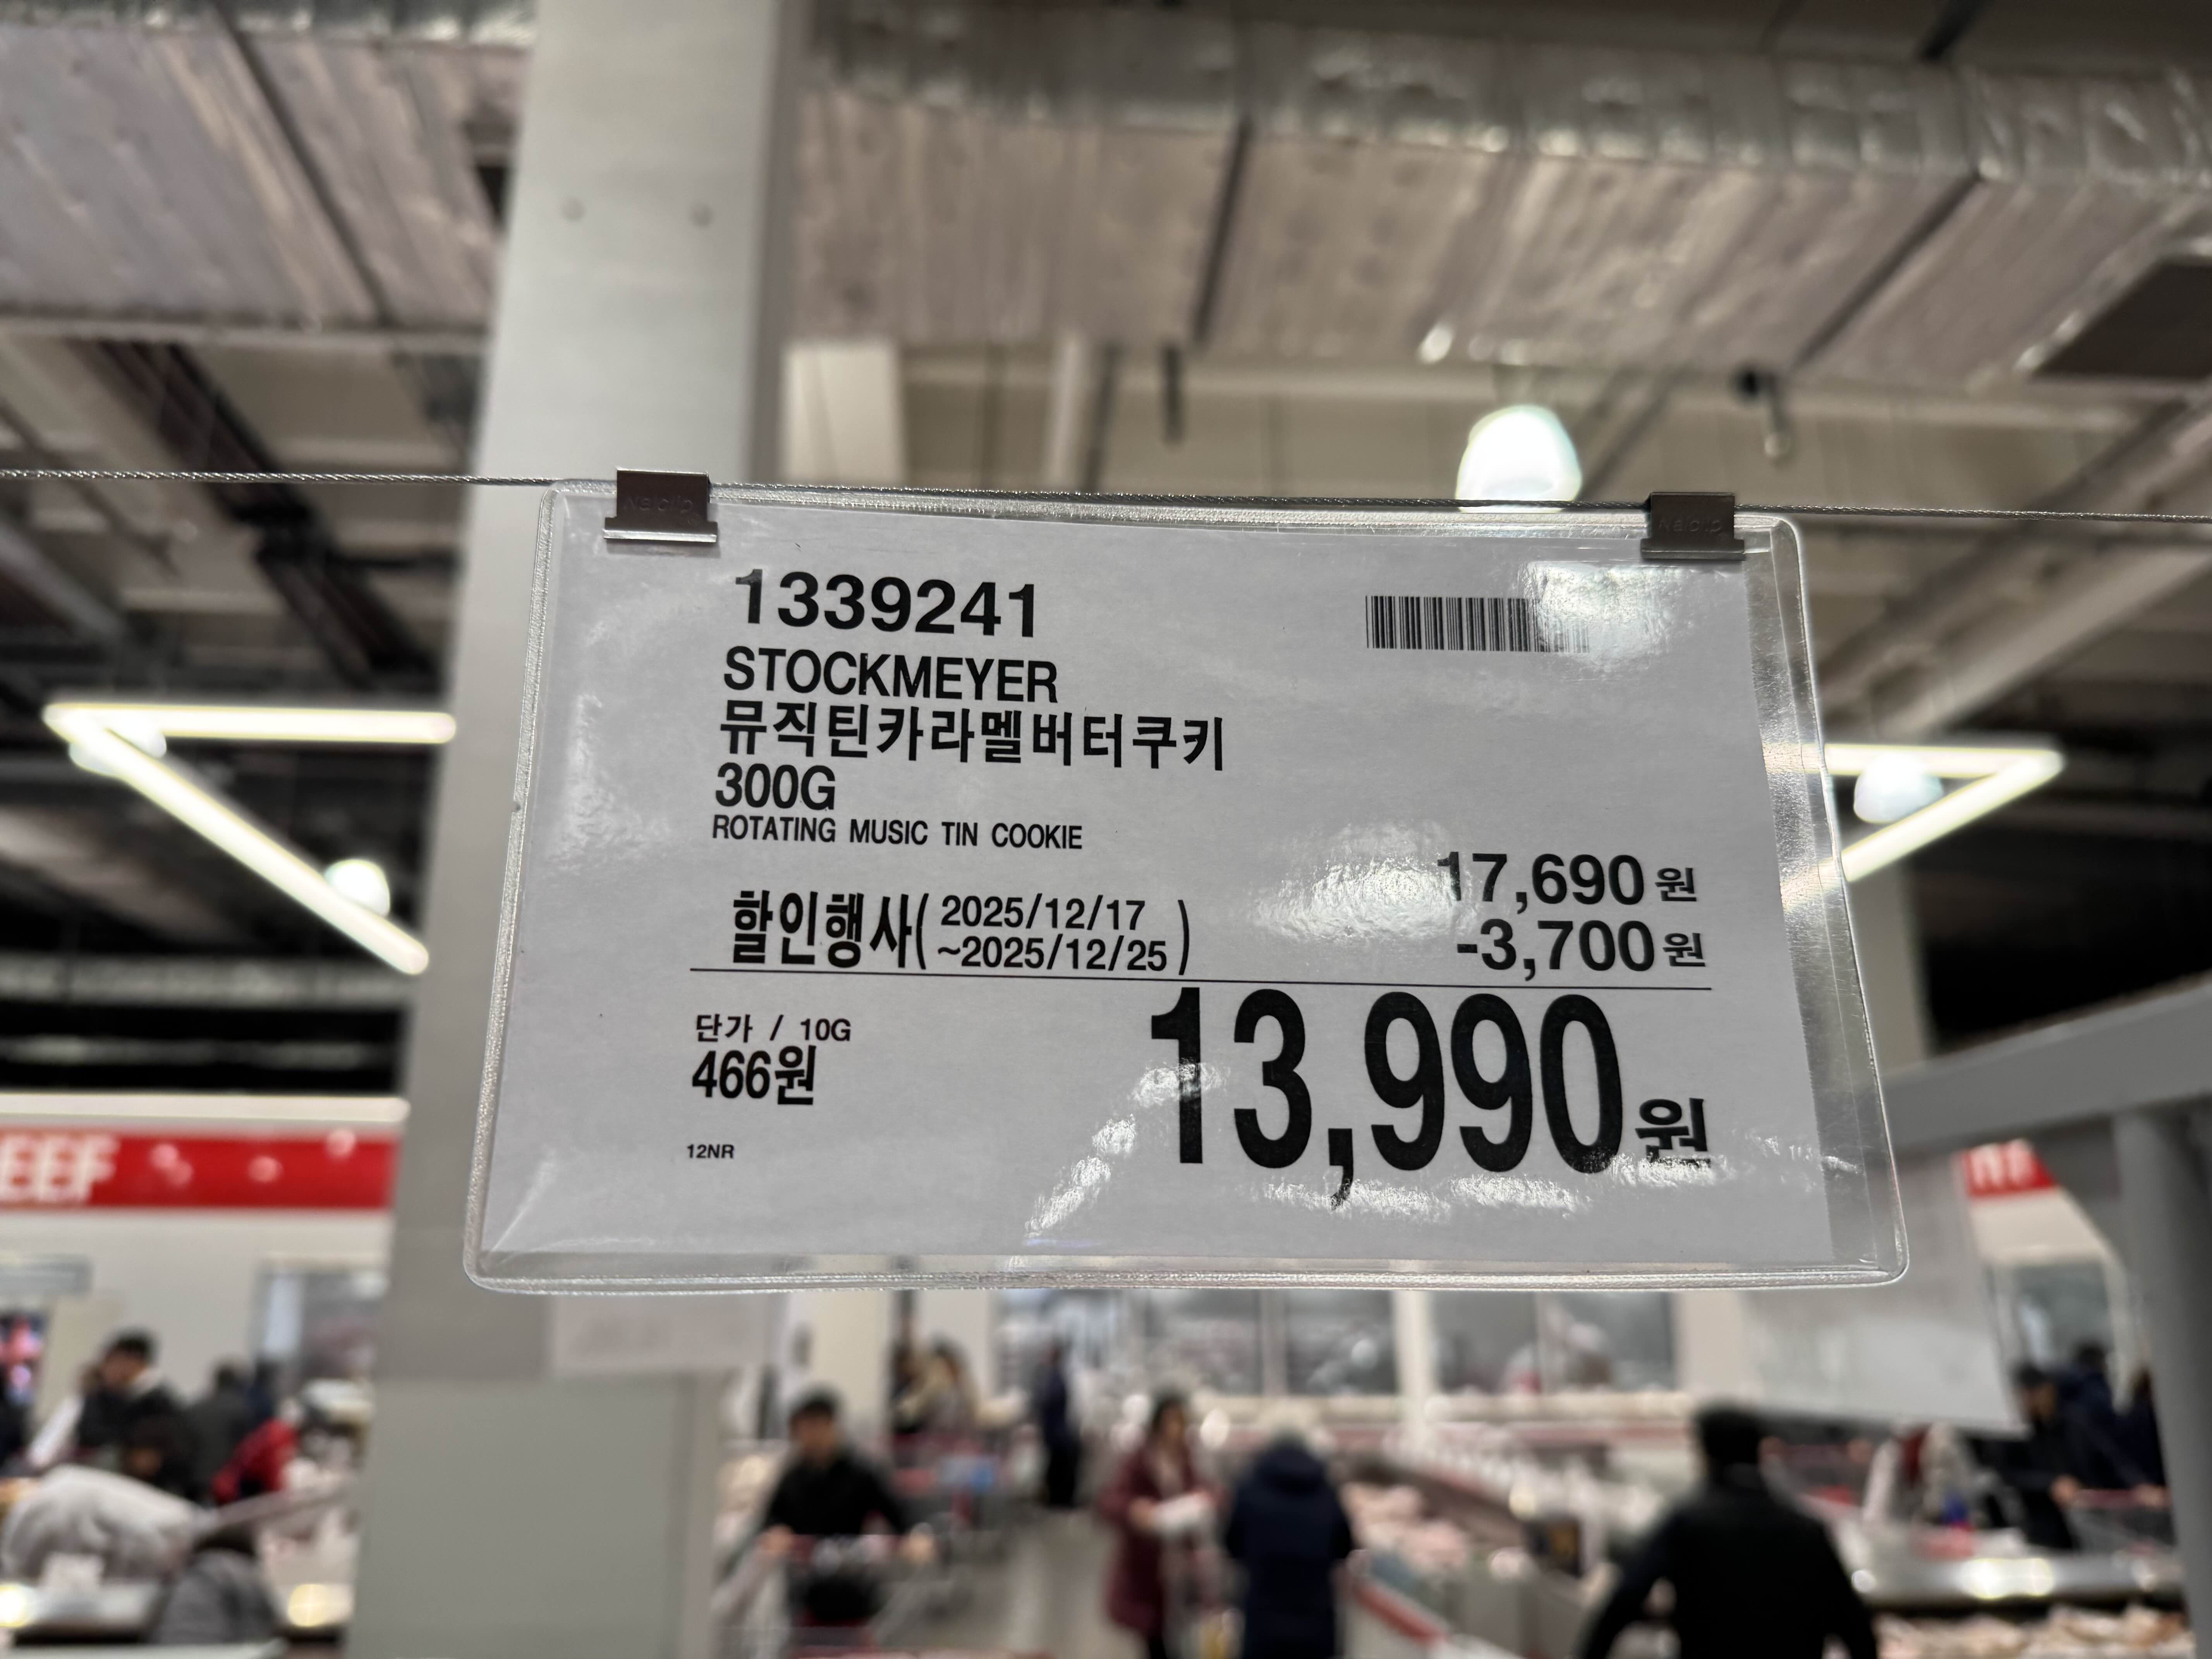 Nalclip
Nalclip
1339241
STOCKMEYER
뮤직틴카라멜버터쿠키
300G
ROTATING MUSIC TIN COOKIE
17,690원
할인행사( 2025/12/17
~2025/12/25 )
-3,700원
단가 / 10G
466원
13,990원
12NR